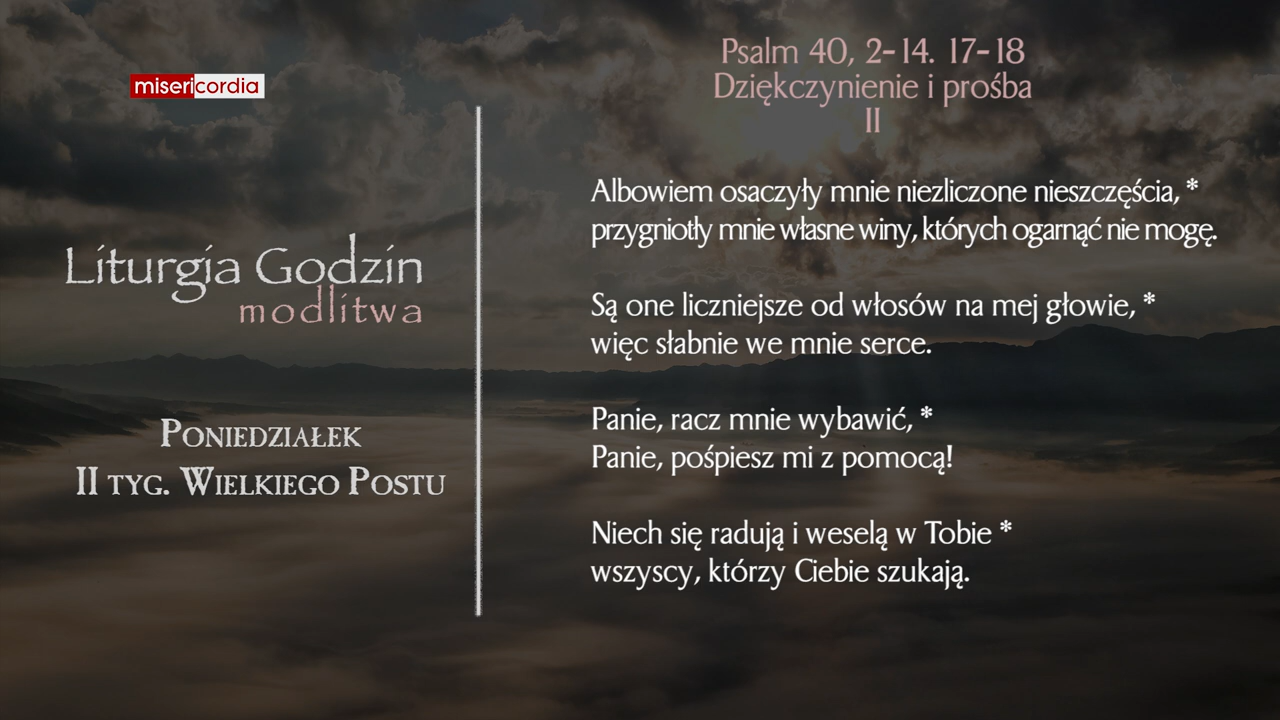 misericordia
Liturgia Godzin
modlitwa
Poniedziałek
II tyg. Wielkiego Postu
Psalm 40, 2-14. 17-18
Dziękczynienie i prośba
II
Albowiem osaczyły mnie niezliczone nieszczęścia, *
przygniotły mnie własne winy, których ogarnąć nie mogę.
Są one liczniejsze od włosów na mej głowie, *
więc słabnie we mnie serce.
Panie, racz mnie wybawić, *
Panie, pośpiesz mi z pomocą!
Niech się radują i weselą w Tobie *
wszyscy, którzy Ciebie szukają.